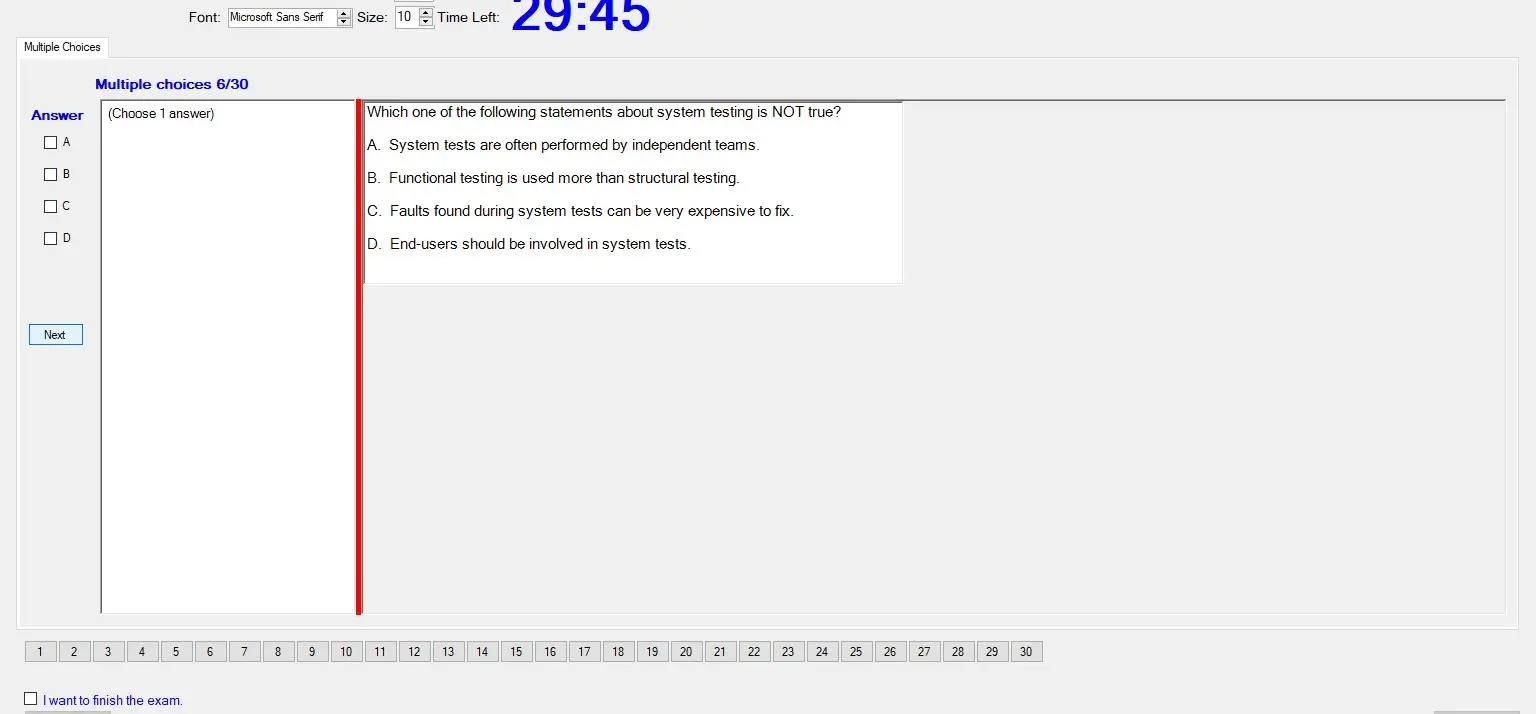 Font: Microsoft Sans Serif Size: 10 Time Left: 29:45
Multiple Choices
Multiple choices 6/30
Answer
A
B
C
D
Next
(Choose 1 answer)
Which one of the following statements about system testing is NOT true?
A. System tests are often performed by independent teams.
B. Functional testing is used more than structural testing.
C. Faults found during system tests can be very expensive to fix.
D. End-users should be involved in system tests.
1 2 3 4 5 6 7 8 9 10 11 12 13 14 15 16 17 18 19 20 21 22 23 24 25 26 27 28 29 30
I want to finish the exam.